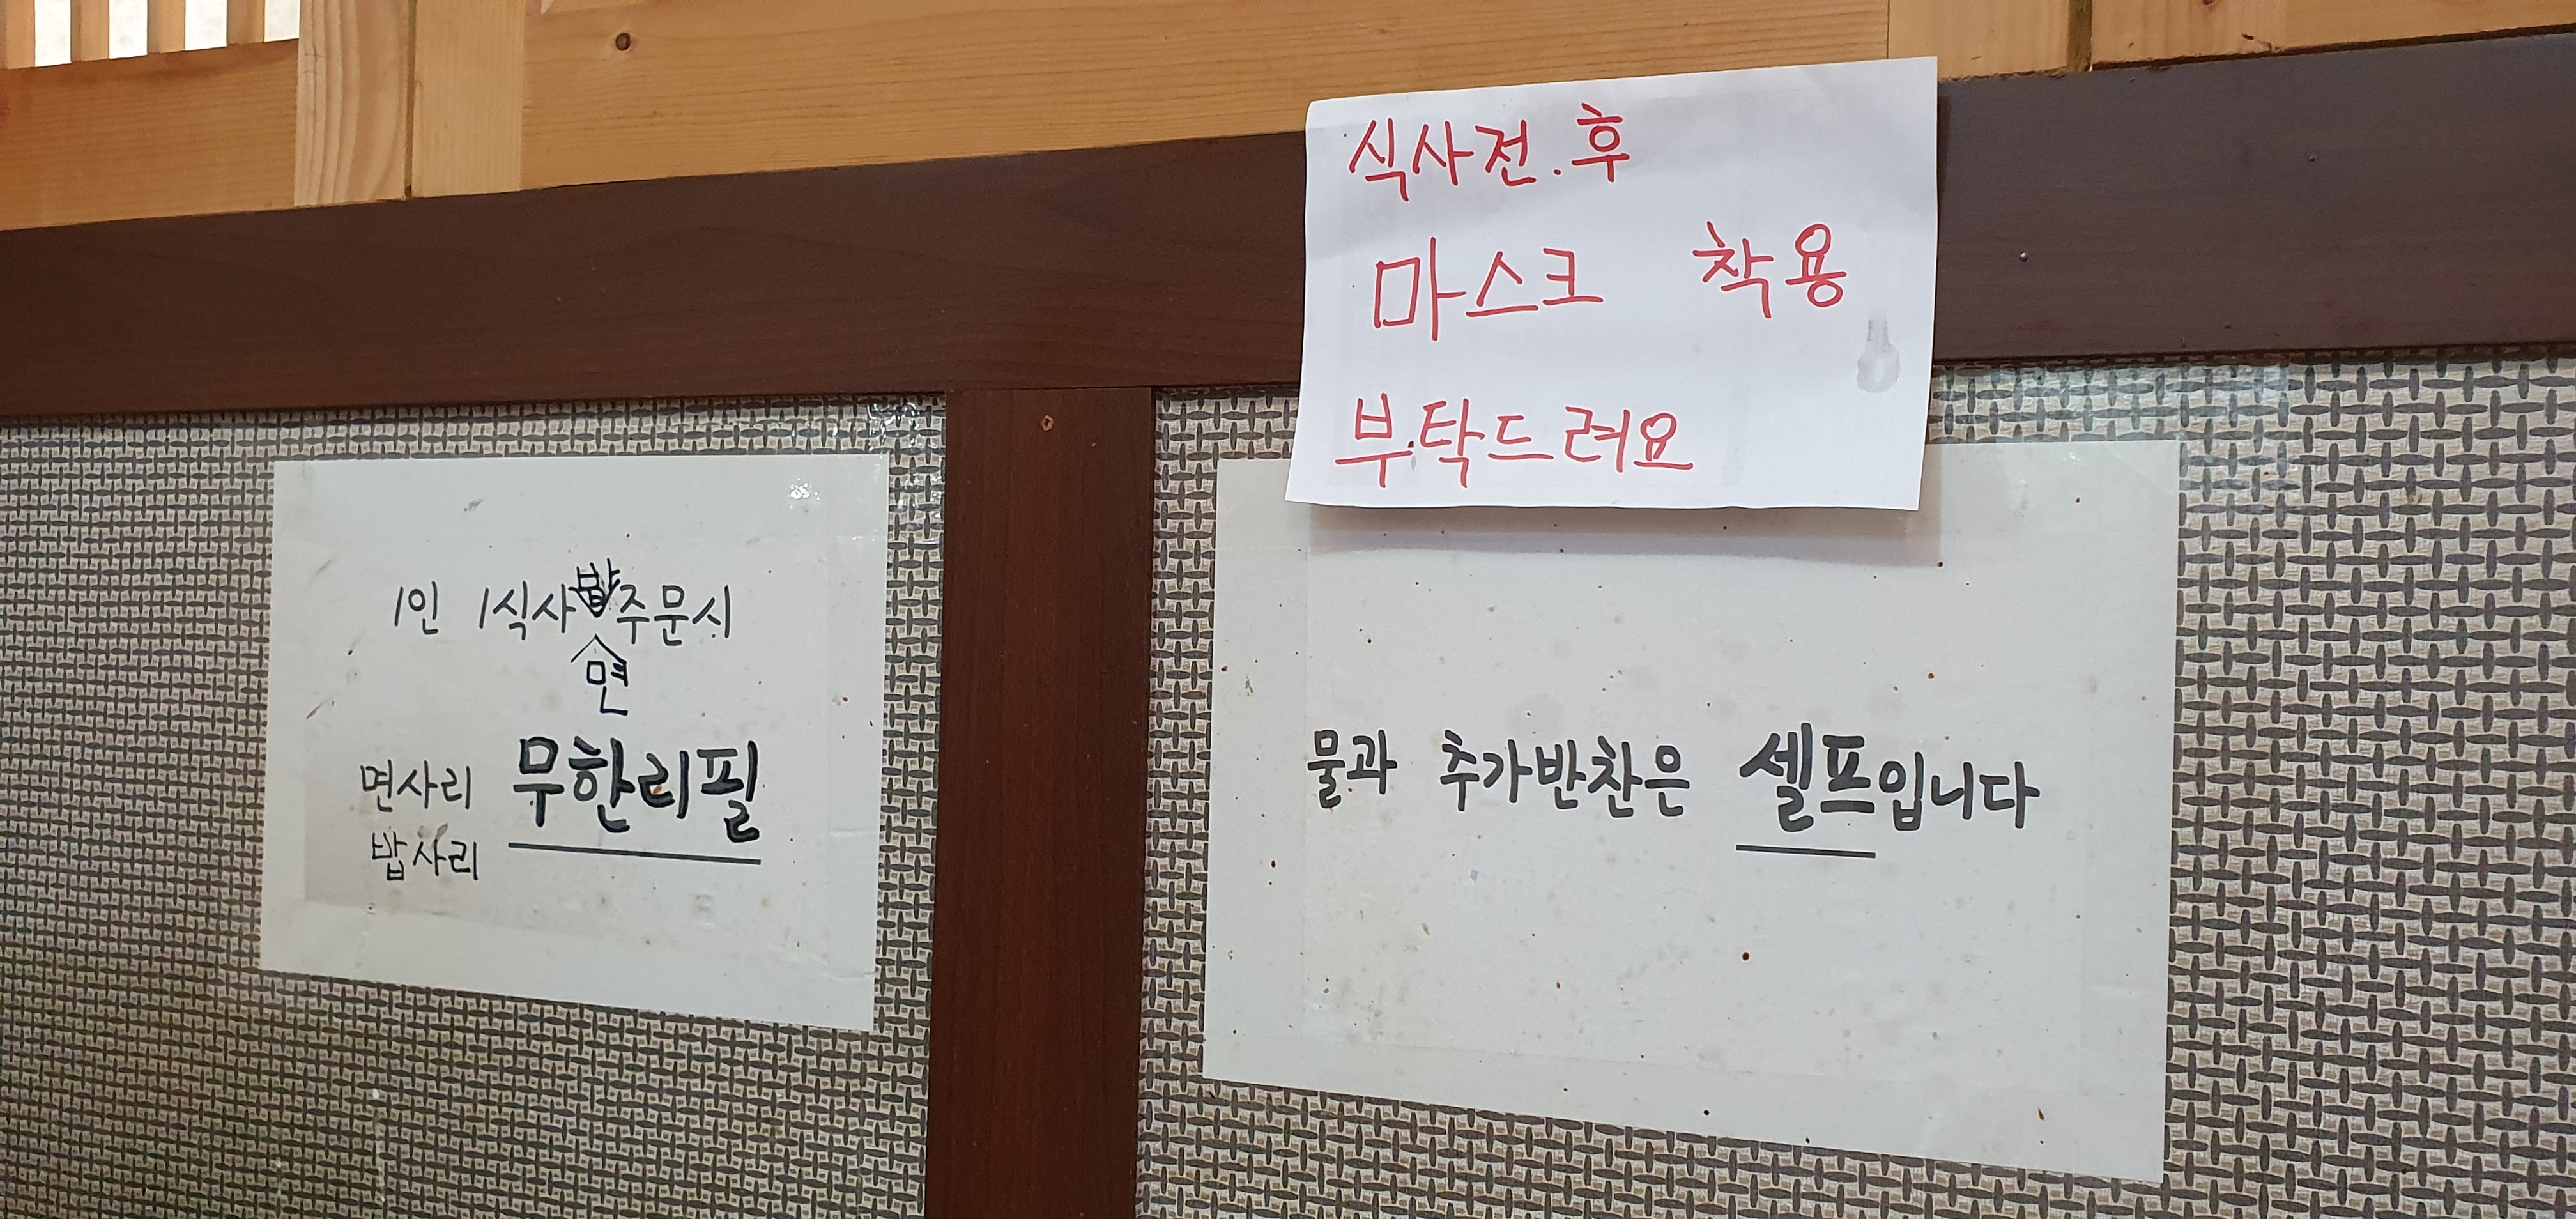 식사전.후
마스크 착용
부탁드려요
1인 1식사밥주문시
면
면사리 무한리필
밥사리
물과 추가반찬은 셀프입니다